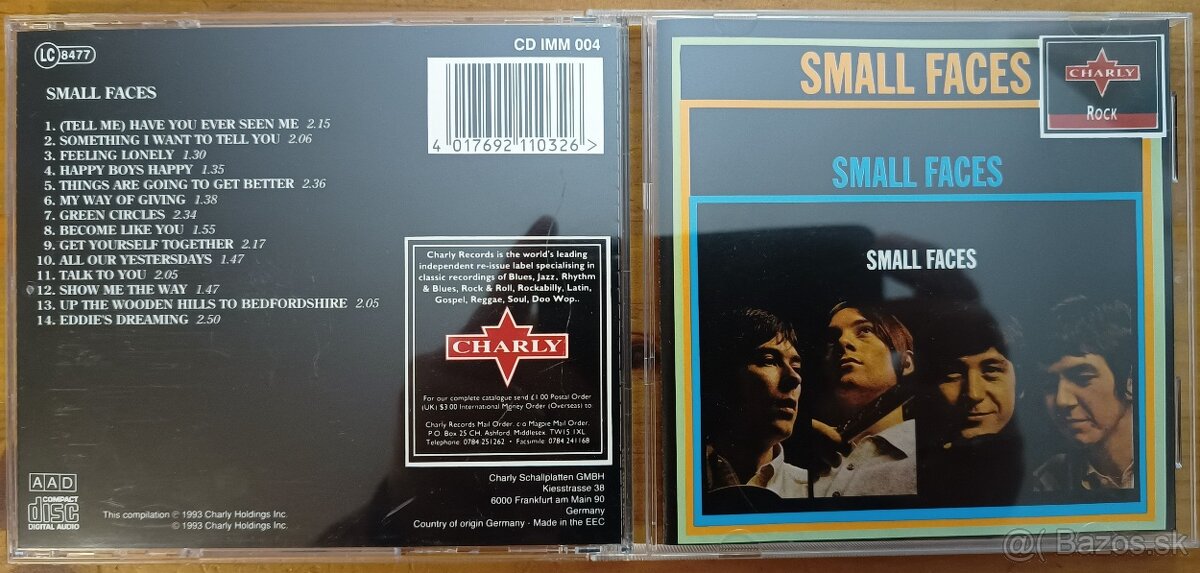 LC 8477
CD IMM 004
SMALL FACES
1. (TELL ME) HAVE YOU EVER SEEN ME 2.15
2. SOMETHING I WANT TO TELL YOU 2.06
3. FEELING LONELY 1.30
4. HAPPY BOYS HAPPY 1.35
5. THINGS ARE GOING TO GET BETTER 2.36
6. MY WAY OF GIVING 1.38
7. GREEN CIRCLES 2.34
8. BECOME LIKE YOU 1.55
9. GET YOURSELF TOGETHER 2.17
10. ALL OUR YESTERSDAYS 1.47
11. TALK TO YOU 2.05
12. SHOW ME THE WAY 1.47
13. UP THE WOODEN HILLS TO BEDFORDSHIRE 2.05
14. EDDIE'S DREAMING 2.50
4 017692 110326 >
Charly Records is the world's leading
independent re-issue label specialising in
classic recordings of Blues, Jazz, Rhythm
& Blues, Rock & Roll, Rockabilly, Latin,
Gospel, Reggae, Soul, Doo Wop..
CHARLY
For our complete catalogue send £1.00 Postal Order
(UK) $3.00 International Money Order (Overseas) to:
Charly Records Mail Order, c.o Magpie Mail Order,
P.O. Box 25 CH, Ashford, Middlesex, TW15 1XL
Telephone: 0784 251262 • Facsimile: 0784 241168
Charly Schallplatten GMBH
Kiesstrasse 38
6000 Frankfurt am Main 90
Germany
Country of origin Germany - Made in the EEC
AAD
COMPACT
disc
DIGITAL AUDIO
This compilation ℗ 1993 Charly Holdings Inc.
© 1993 Charly Holdings Inc.
SMALL FACES
CHARLY
ROCK
SMALL FACES
SMALL FACES
@( Bazos.sk